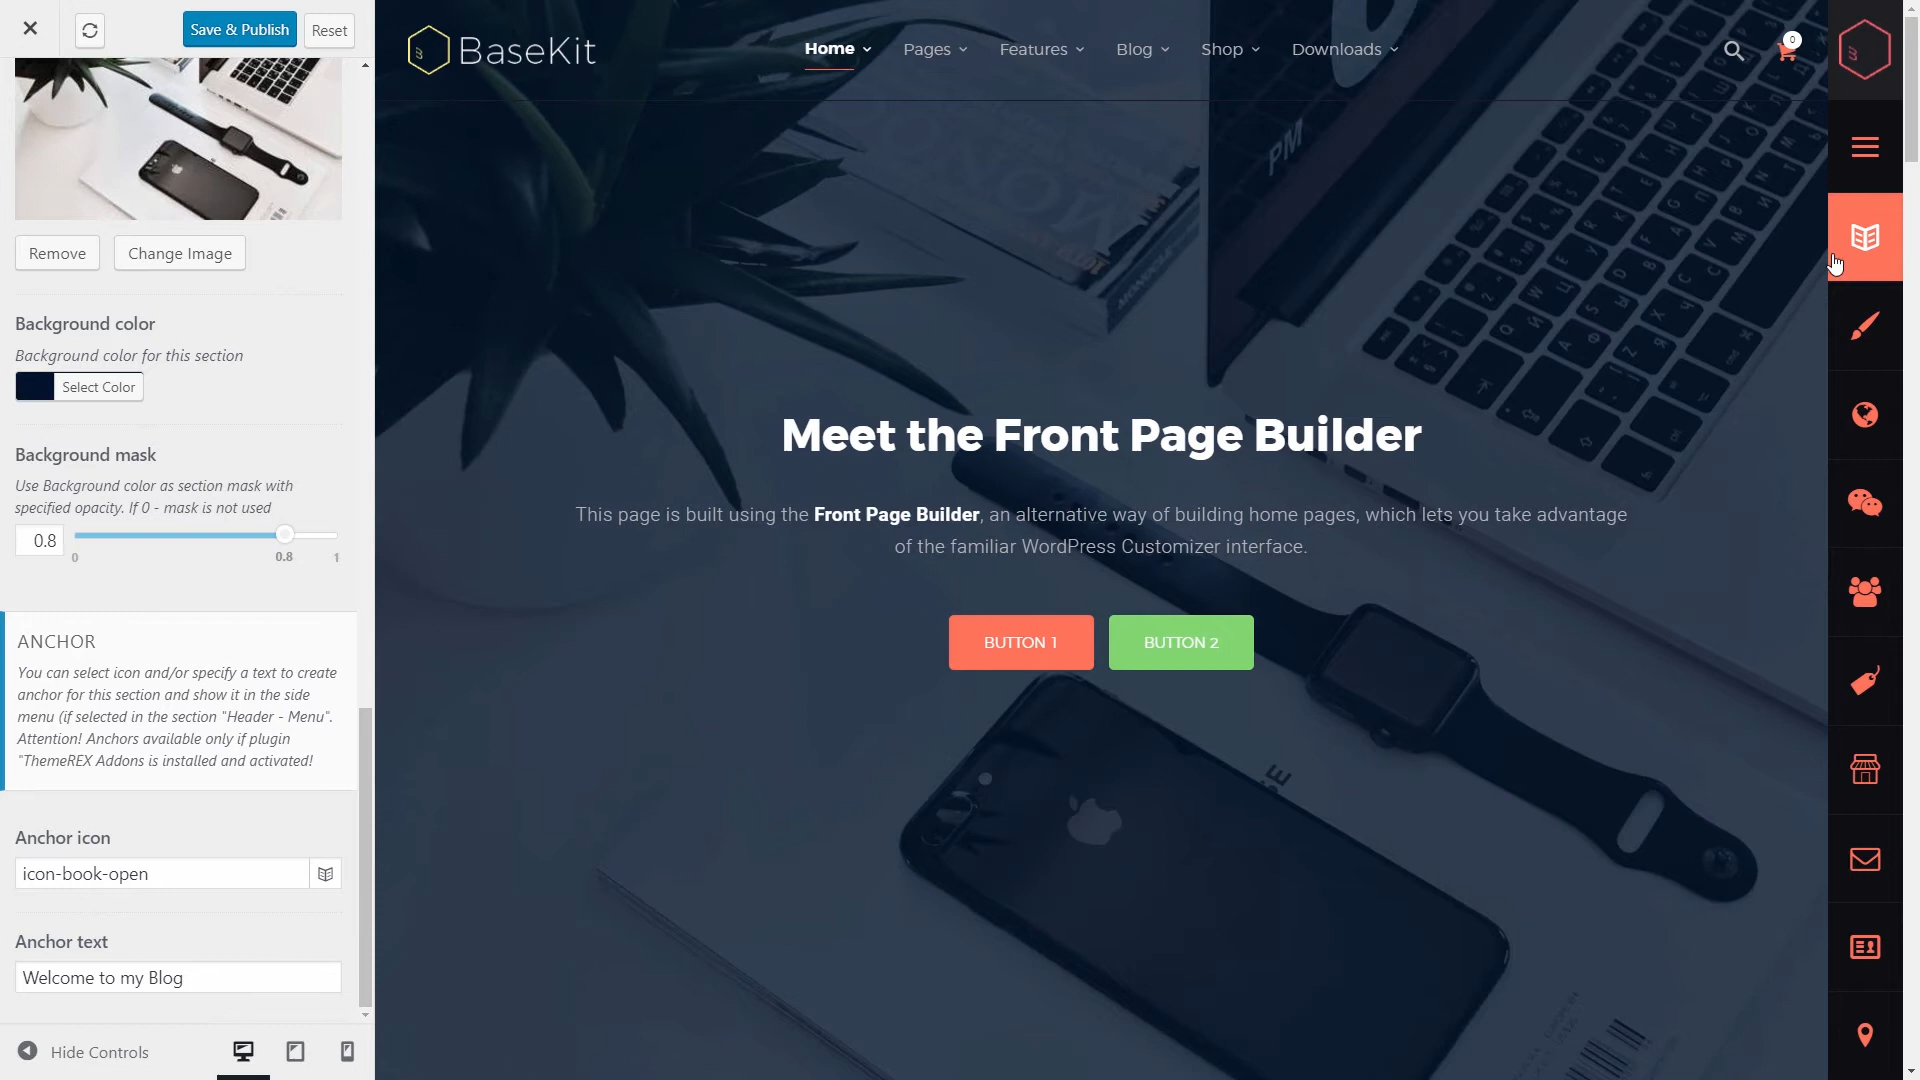 Save & Publish
Reset
Remove
Change Image
Background color
Background color for this section
Select Color
Background mask
Use Background color as section mask with
specified opacity. If 0 - mask is not used
0.8
0
0.8
1
ANCHOR
You can select icon and/or specify a text to create
anchor for this section and show it in the side
menu (if selected in the section "Header - Menu".
Attention! Anchors available only if plugin
"ThemeREX Addons is installed and activated!
Anchor icon
icon-book-open
Anchor text
Welcome to my Blog
Hide Controls
BaseKit
Home
Pages
Features
Blog
Shop
Downloads
0
PM
Meet the Front Page Builder
This page is built using the Front Page Builder, an alternative way of building home pages, which lets you take advantage
of the familiar WordPress Customizer interface.
BUTTON 1
BUTTON 2